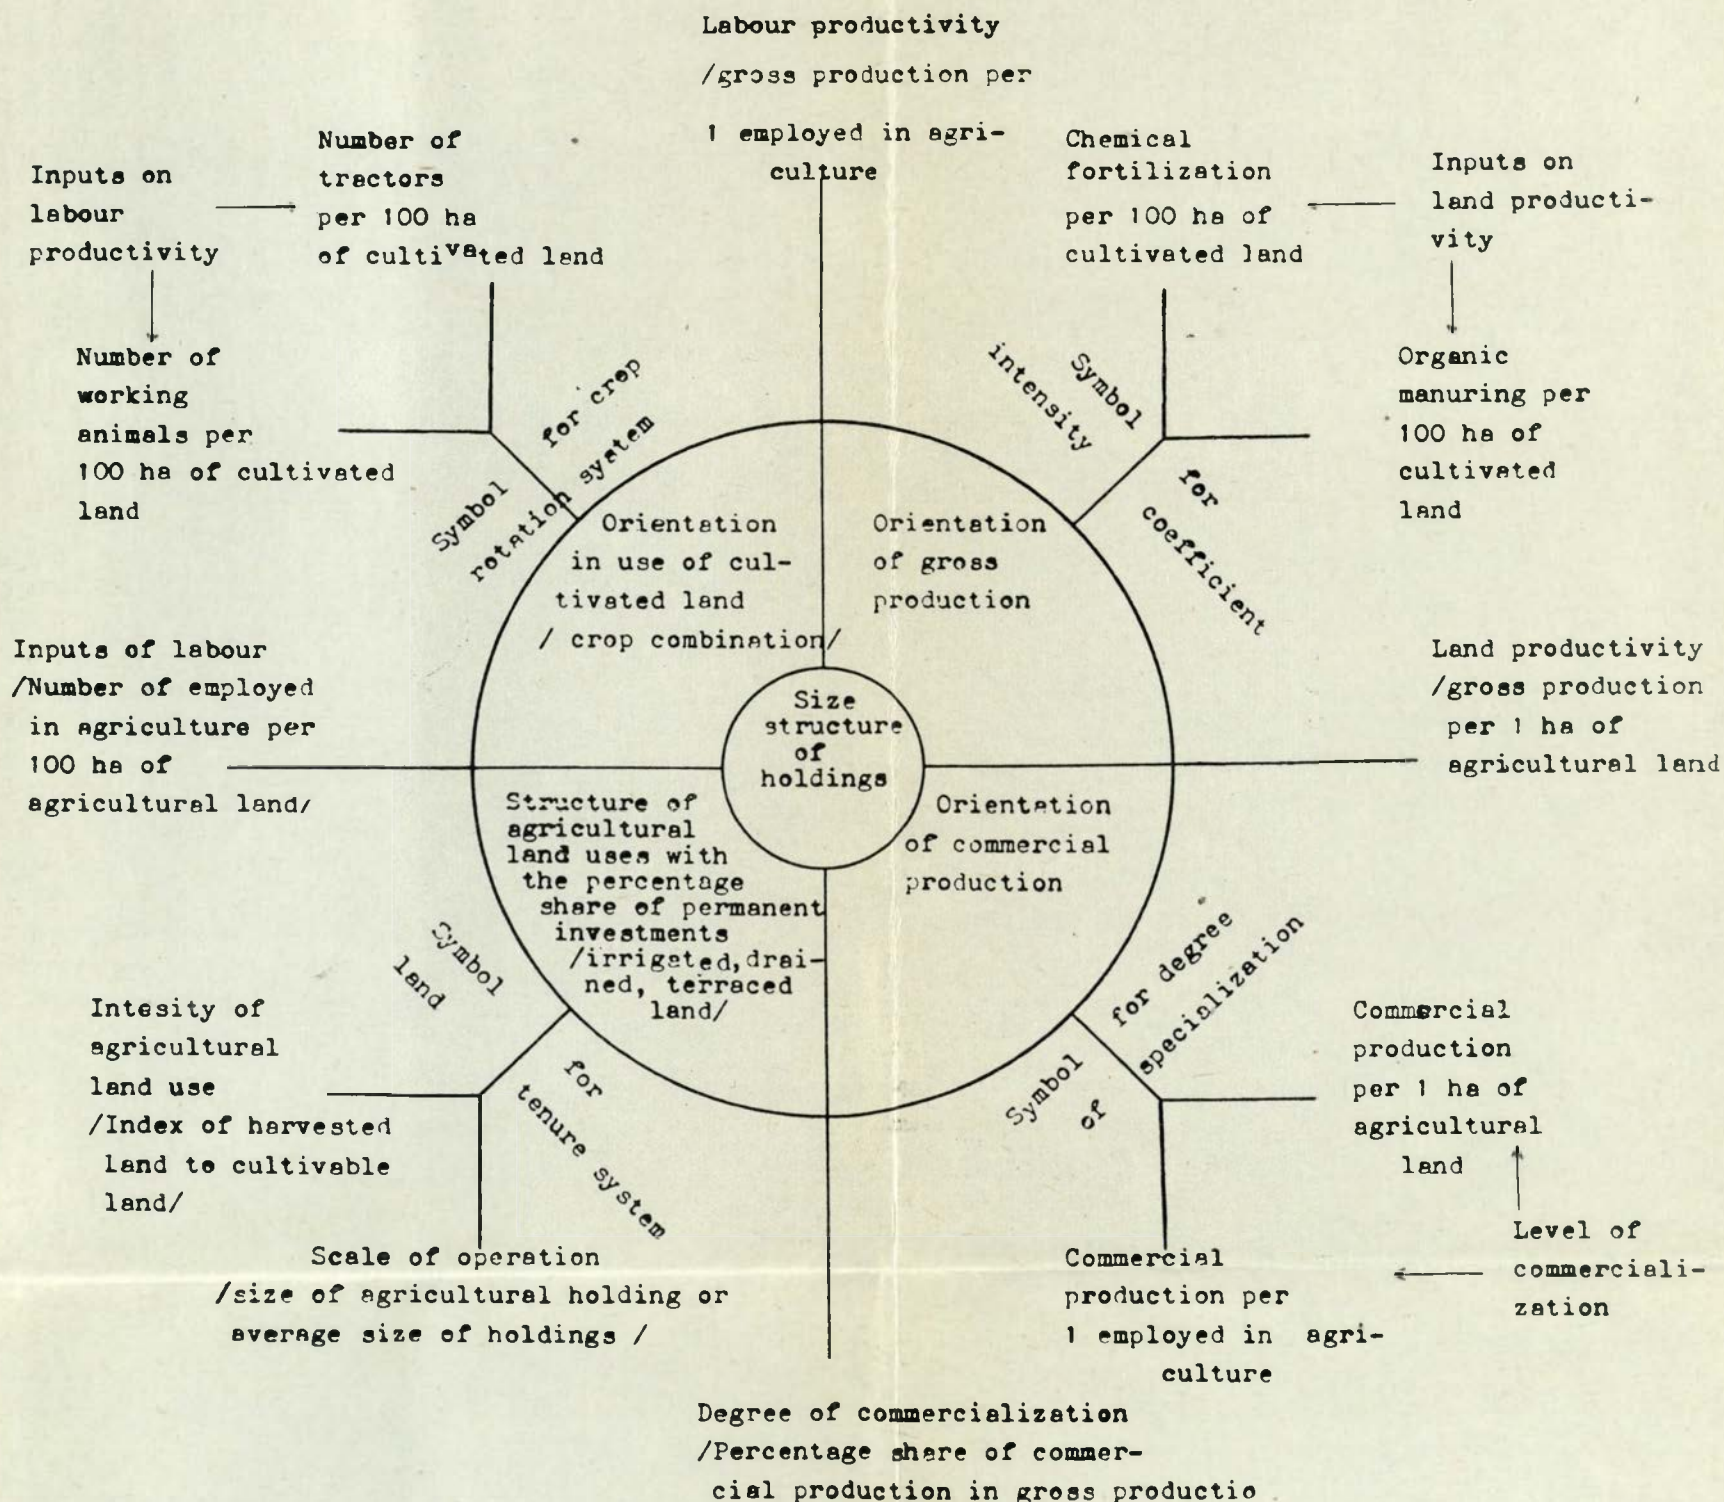 Labour productivity
/gross production per
1 employed in agri-
culture
Inputs on
labour
productivity
Number of
tractors
per 100 ha
of cultivated land
Number of
working
animals per
100 ha of cultivated
land
Chemical
fortilization
per 100 ha of
cultivated land
Inputs on
land producti-
vity
Organic
manuring per
100 ha of
cultivated
land
Symbol for crop
rotation system
Symbol for
intensity coefficient
Orientation
in use of cul-
tivated land
/ crop combination/
Orientation
of gross
production
Inputs of labour
/Number of employed
in agriculture per
100 ha of
agricultural land/
Size
structure
of
holdings
Land productivity
/gross production
per 1 ha of
agricultural land
Structure of
agricultural
land uses with
the percentage
share of permanent
investments
/irrigated, drai-
ned, terraced
land/
Orientation
of commercial
production
Symbol for
land tenure system
Symbol for degree
of specialization
Intesity of
agricultural
land use
/Index of harvested
Land to cultivable
land/
Scale of operation
/size of agricultural holding or
average size of holdings /
Commercial
production
per 1 ha of
agricultural
land
Commercial
production per
1 employed in agri-
culture
Level of
commerciali-
zation
Degree of commercialization
/Percentage share of commer-
cial production in gross productio